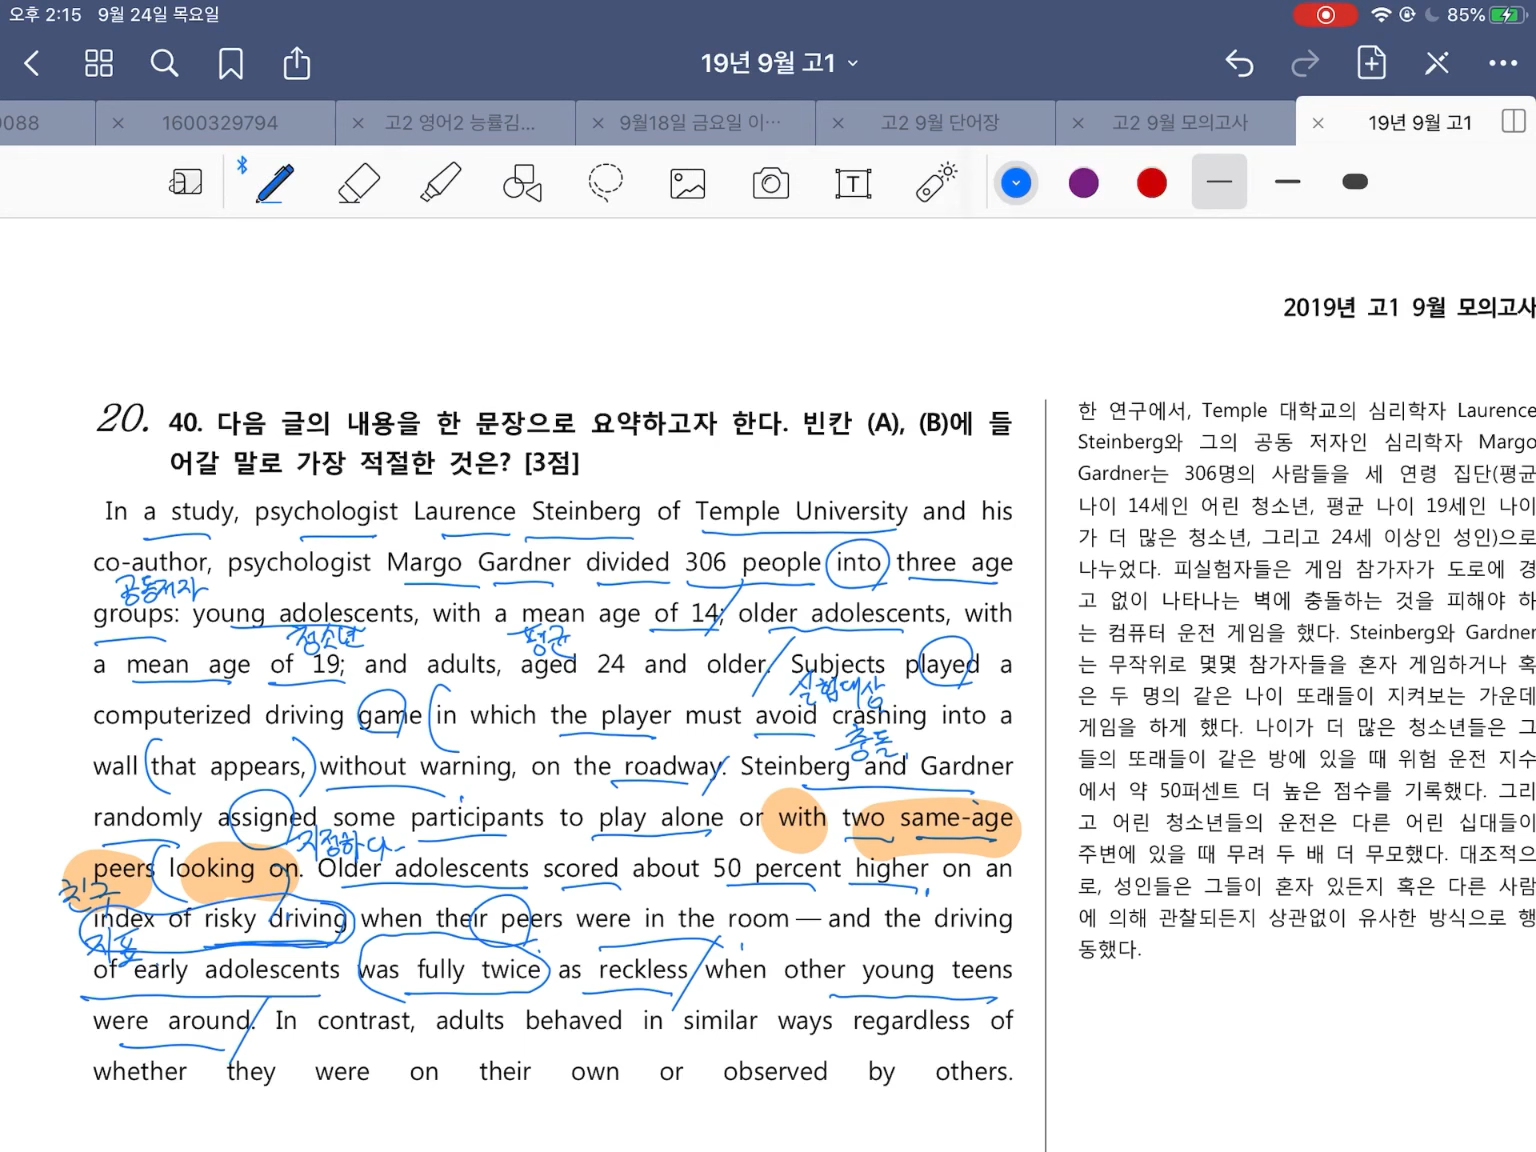 오후 2:15 9월 24일 목요일
85%
19년 9월 고1
0088
1600329794
고2 영어2 능률김...
9월18일 금요일 이...
고2 9월 단어장
고2 9월 모의고사
19년 9월 고1
T
2019년 고1 9월 모의고사
20. 40. 다음 글의 내용을 한 문장으로 요약하고자 한다. 빈칸 (A), (B)에 들
어갈 말로 가장 적절한 것은? [3점]
In a study, psychologist Laurence Steinberg of Temple University and his
co-author, psychologist Margo Gardner divided 306 people into three age
공동저자
groups: young adolescents, with a mean age of 14; older adolescents, with
청소년 평균
a mean age of 19; and adults, aged 24 and older. Subjects played a
실험대상
computerized driving game in which the player must avoid crashing into a
충돌
wall that appears, without warning, on the roadway. Steinberg and Gardner
randomly assigned some participants to play alone or with two same-age
지정하다
peers looking on. Older adolescents scored about 50 percent higher on an
친구
index of risky driving when their peers were in the room — and the driving
지표
of early adolescents was fully twice as reckless when other young teens
were around. In contrast, adults behaved in similar ways regardless of
whether they were on their own or observed by others.
한 연구에서, Temple 대학교의 심리학자 Laurence
Steinberg와 그의 공동 저자인 심리학자 Margo
Gardner는 306명의 사람들을 세 연령 집단(평균
나이 14세인 어린 청소년, 평균 나이 19세인 나이
가 더 많은 청소년, 그리고 24세 이상인 성인)으로
나누었다. 피실험자들은 게임 참가자가 도로에 경
고 없이 나타나는 벽에 충돌하는 것을 피해야 하
는 컴퓨터 운전 게임을 했다. Steinberg와 Gardner
는 무작위로 몇몇 참가자들을 혼자 게임하거나 혹
은 두 명의 같은 나이 또래들이 지켜보는 가운데
게임을 하게 했다. 나이가 더 많은 청소년들은 그
들의 또래들이 같은 방에 있을 때 위험 운전 지수
에서 약 50퍼센트 더 높은 점수를 기록했다. 그리
고 어린 청소년들의 운전은 다른 어린 십대들이
주변에 있을 때 무려 두 배 더 무모했다. 대조적으
로, 성인들은 그들이 혼자 있든지 혹은 다른 사람
에 의해 관찰되든지 상관없이 유사한 방식으로 행
동했다.